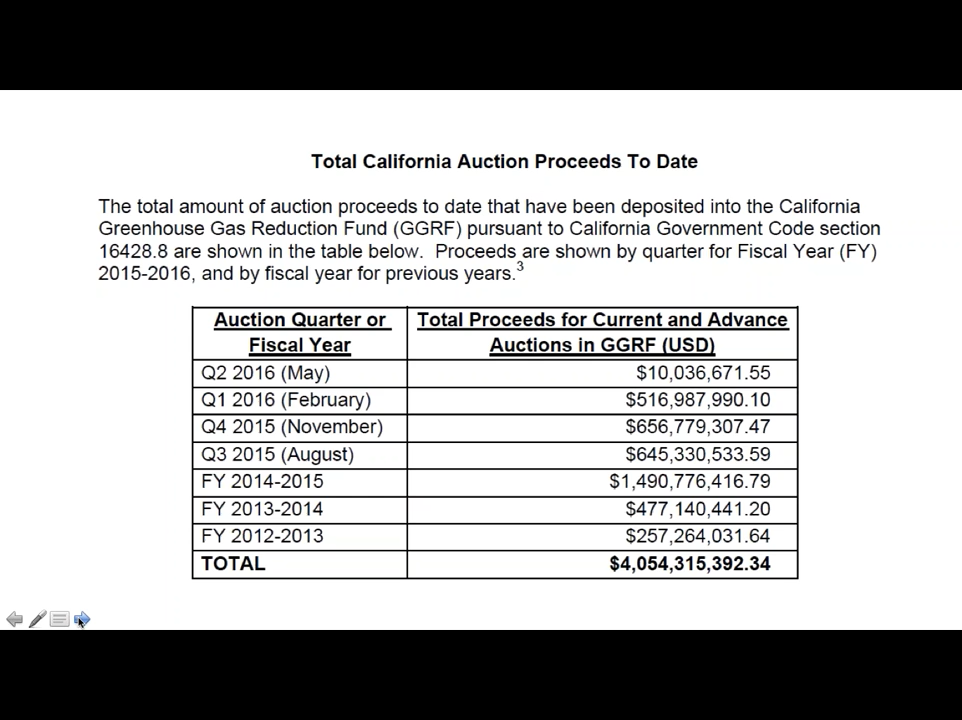 Total California Auction Proceeds To Date
The total amount of auction proceeds to date that have been deposited into the California
Greenhouse Gas Reduction Fund (GGRF) pursuant to California Government Code section
16428.8 are shown in the table below. Proceeds are shown by quarter for Fiscal Year (FY)
2015-2016, and by fiscal year for previous years.3
Auction Quarter or
Fiscal Year
Total Proceeds for Current and Advance
Auctions in GGRF (USD)
Q2 2016 (May) $10,036,671.55
Q1 2016 (February) $516,987,990.10
Q4 2015 (November) $656,779,307.47
Q3 2015 (August) $645,330,533.59
FY 2014-2015 $1,490,776,416.79
FY 2013-2014 $477,140,441.20
FY 2012-2013 $257,264,031.64
TOTAL $4,054,315,392.34